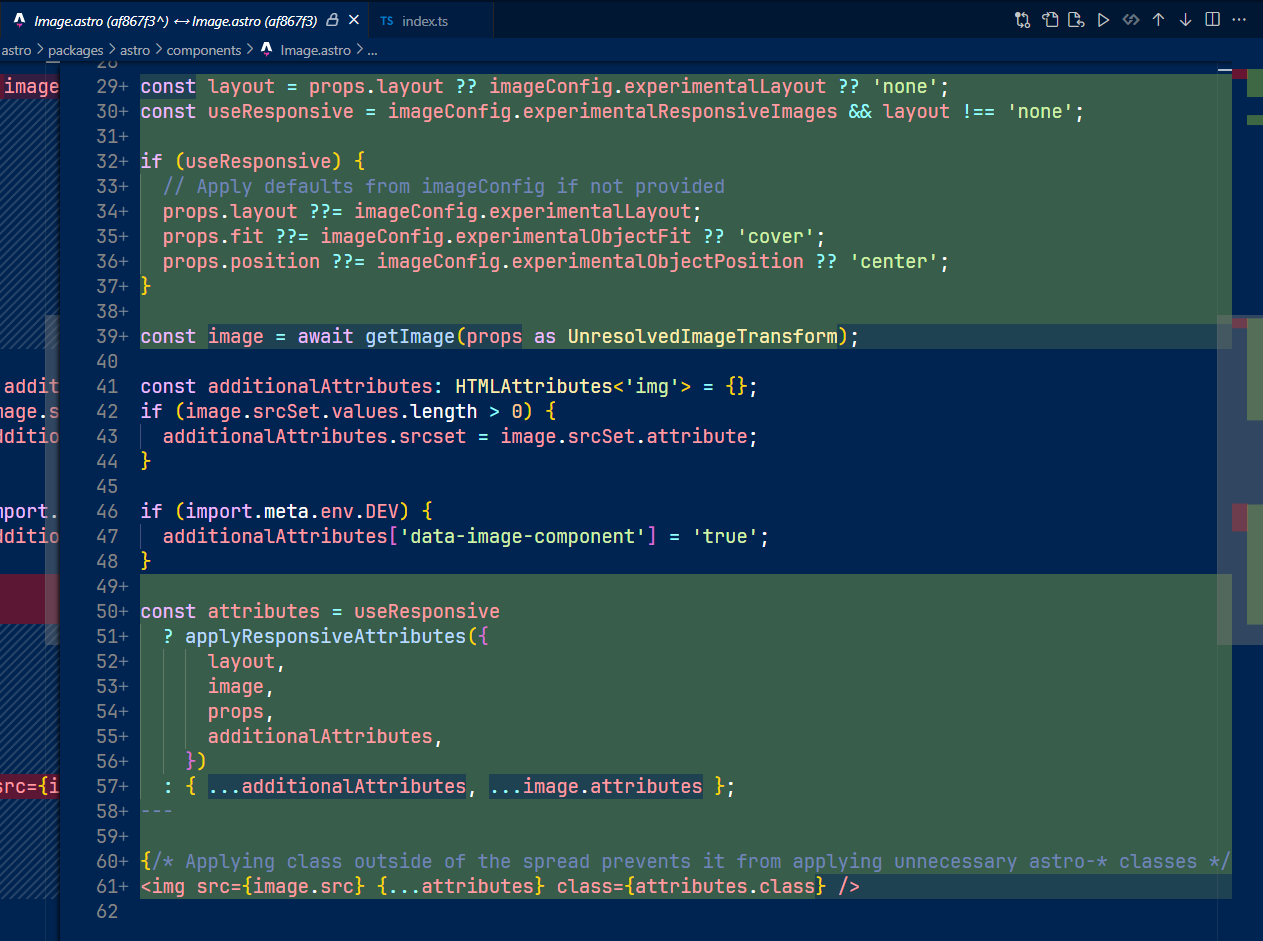 Image.astro (af867f3^) ↔ Image.astro (af867f3)
TS index.ts
astro > packages > astro > components > Image.astro > ...
28
image
29+ const layout = props.layout ?? imageConfig.experimentalLayout ?? 'none';
30+ const useResponsive = imageConfig.experimentalResponsiveImages && layout !== 'none';
31+
32+ if (useResponsive) {
33+   // Apply defaults from imageConfig if not provided
34+   props.layout ??= imageConfig.experimentalLayout;
35+   props.fit ??= imageConfig.experimentalObjectFit ?? 'cover';
36+   props.position ??= imageConfig.experimentalObjectPosition ?? 'center';
37+ }
38+
39+ const image = await getImage(props as UnresolvedImageTransform);
40
addit
41 const additionalAttributes: HTMLAttributes<'img'> = {};
mage.s
42 if (image.srcSet.values.length > 0) {
dditio
43   additionalAttributes.srcset = image.srcSet.attribute;
44 }
45
mport.
46 if (import.meta.env.DEV) {
dditio
47   additionalAttributes['data-image-component'] = 'true';
48 }
49+
50+ const attributes = useResponsive
51+   ? applyResponsiveAttributes({
52+       layout,
53+       image,
54+       props,
55+       additionalAttributes,
56+     })
src={i
57+   : { ...additionalAttributes, ...image.attributes };
58+ ---
59+
60+ {/* Applying class outside of the spread prevents it from applying unnecessary astro-* classes */
61+ <img src={image.src} {...attributes} class={attributes.class} />
62